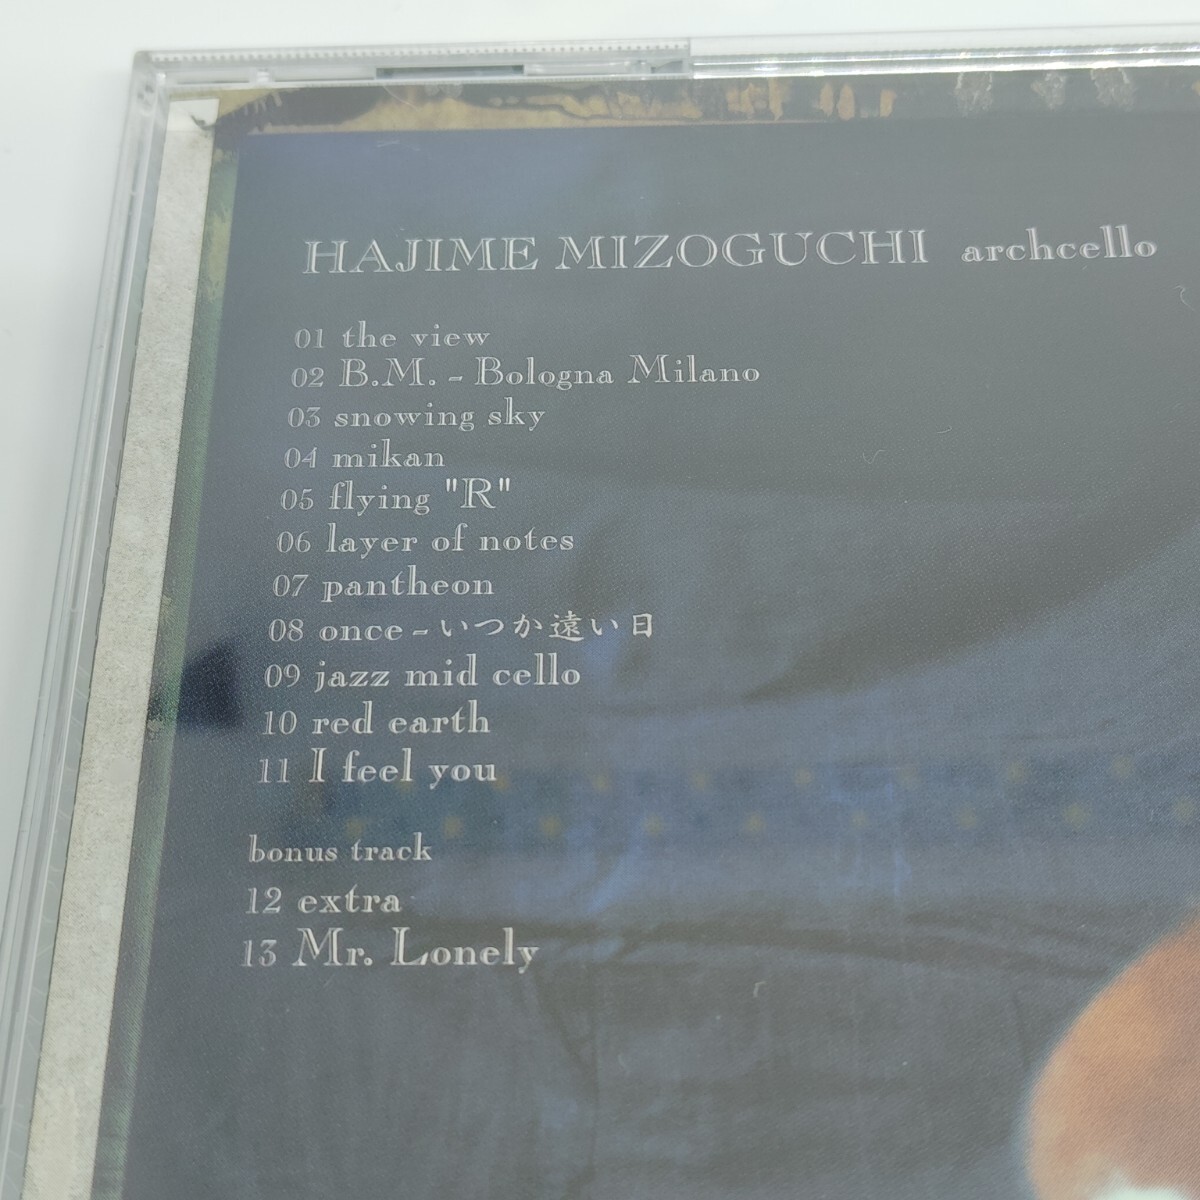 HAJIME MIZOGUCHI archcello
01 the view
02 B.M. - Bologna Milano
03 snowing sky
04 mikan
05 flying "R"
06 layer of notes
07 pantheon
08 once - いつか遠い日
09 jazz mid cello
10 red earth
11 I feel you
bonus track
12 extra
13 Mr. Lonely